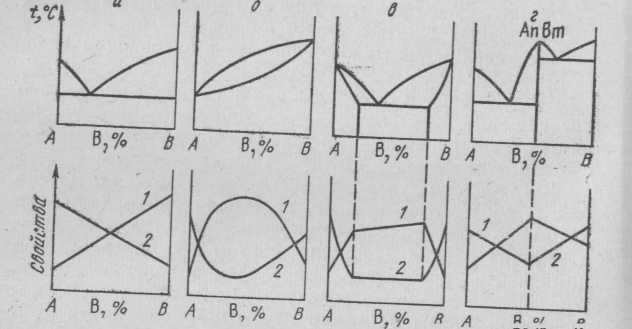 а б в г
t,°C AnBm
A B,% B A B,% B A B,% B B,% B
Свойства 1 2 1 2 1 2 1 2
A B,% B A B,% B A B,% B A B,%